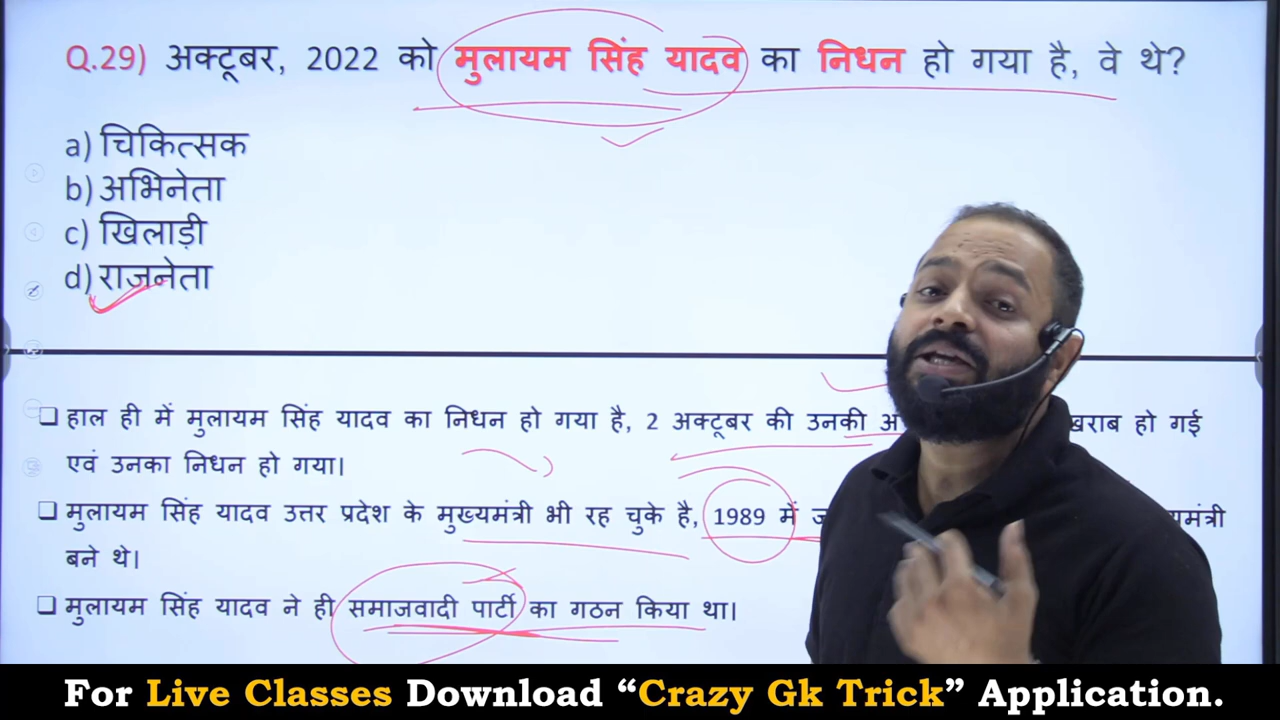 Q.29) अक्टूबर, 2022 को मुलायम सिंह यादव का निधन हो गया है, वे थे?
a) चिकित्सक
b) अभिनेता
c) खिलाड़ी
d) राजनेता
❑ हाल ही में मुलायम सिंह यादव का निधन हो गया है, 2 अक्टूबर की उनकी खराब हो गई
एवं उनका निधन हो गया।
❑ मुलायम सिंह यादव उत्तर प्रदेश के मुख्यमंत्री भी रह चुके है, 1989 में
बने थे।
❑ मुलायम सिंह यादव ने ही समाजवादी पार्टी का गठन किया था।
For Live Classes Download “Crazy Gk Trick” Application.